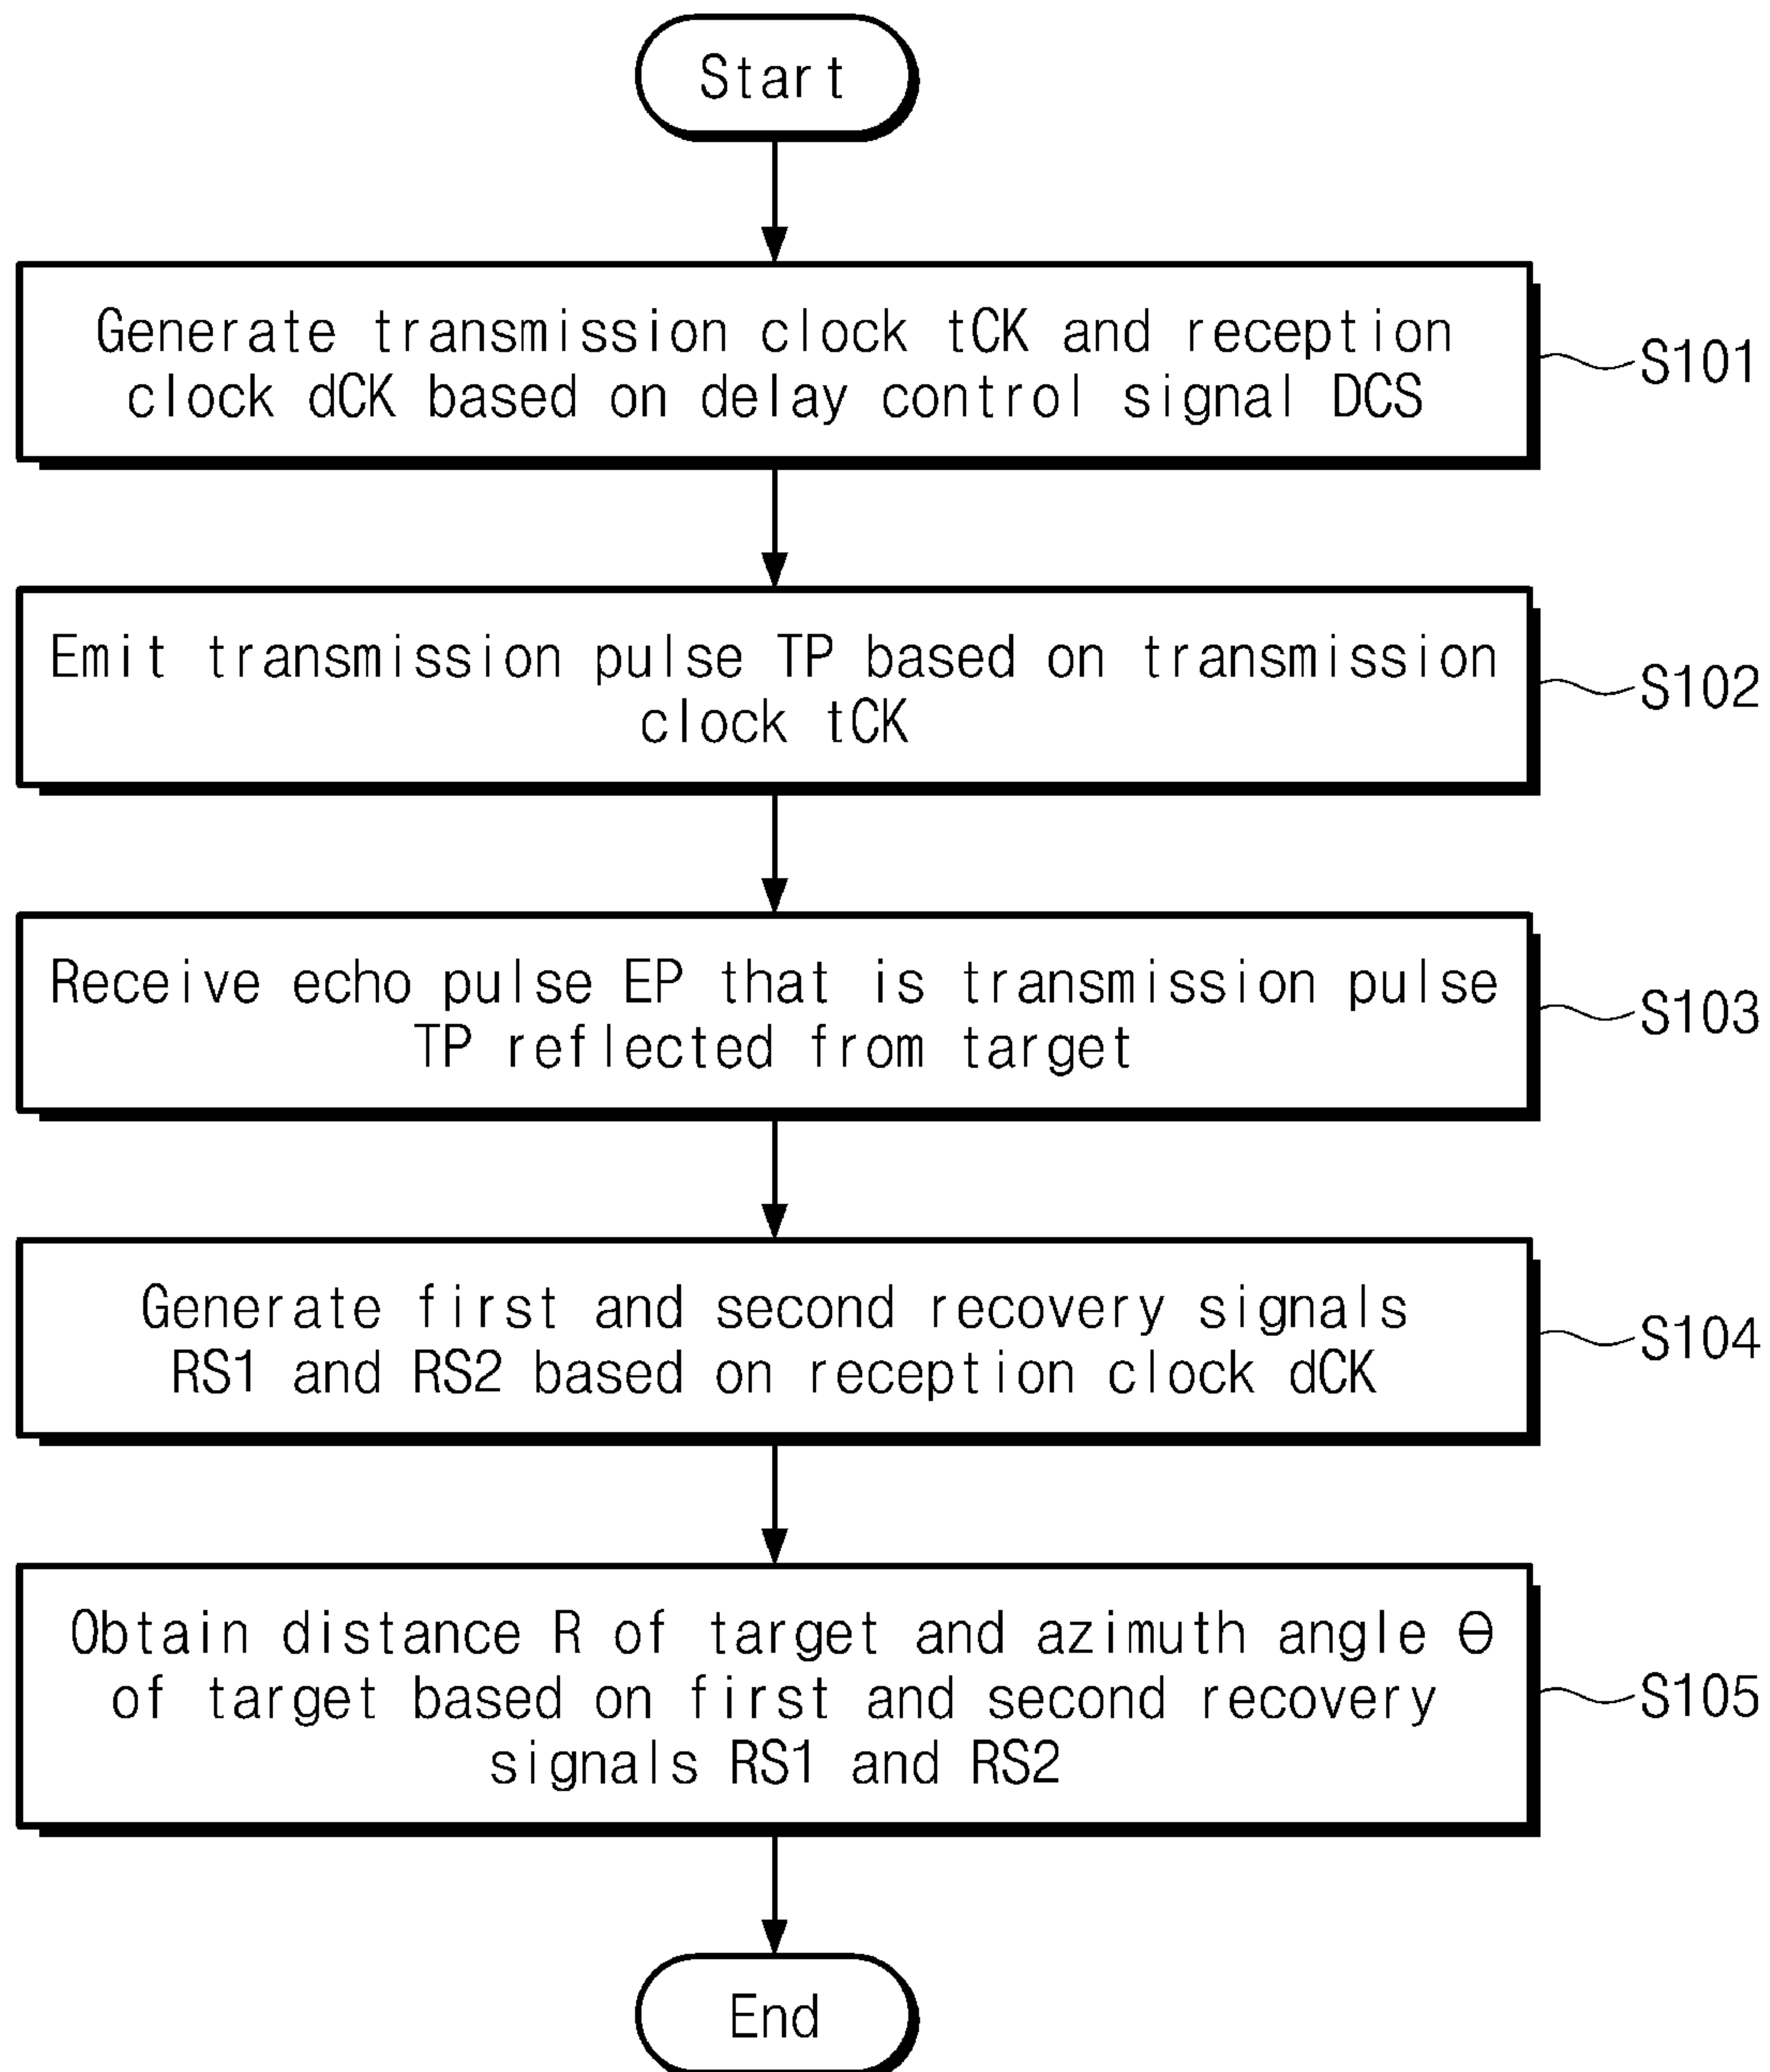 Start
Generate transmission clock tCK and reception
clock dCK based on delay control signal DCS
S101
Emit transmission pulse TP based on transmission
clock tCK
S102
Receive echo pulse EP that is transmission pulse
TP reflected from target
S103
Generate first and second recovery signals
RS1 and RS2 based on reception clock dCK
S104
Obtain distance R of target and azimuth angle Θ
of target based on first and second recovery
signals RS1 and RS2
S105
End